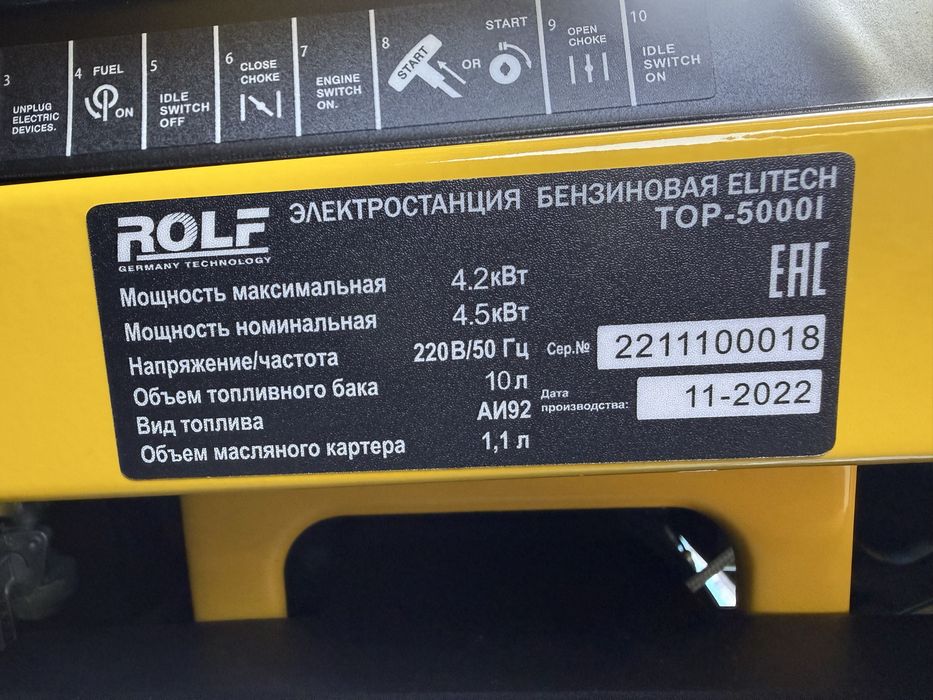 3
UNPLUG
ELECTRIC
DEVICES.
4 FUEL
ON
5
IDLE
SWITCH
OFF
6
CLOSE
CHOKE
7
ENGINE
SWITCH
ON.
8
START
OR
START
9
OPEN
CHOKE
10
IDLE
SWITCH
ON
ROLF
GERMANY TECHNOLOGY
ЭЛЕКТРОСТАНЦИЯ БЕНЗИНОВАЯ ELITECH
TOP-5000I
EAC
Мощность максимальная 4.2кВт
Мощность номинальная 4.5кВт
Напряжение/частота 220В/50 Гц
Сер.№ 2211100018
Объем топливного бака 10л
Вид топлива АИ92
Дата
производства: 11-2022
Объем масляного картера 1,1 л